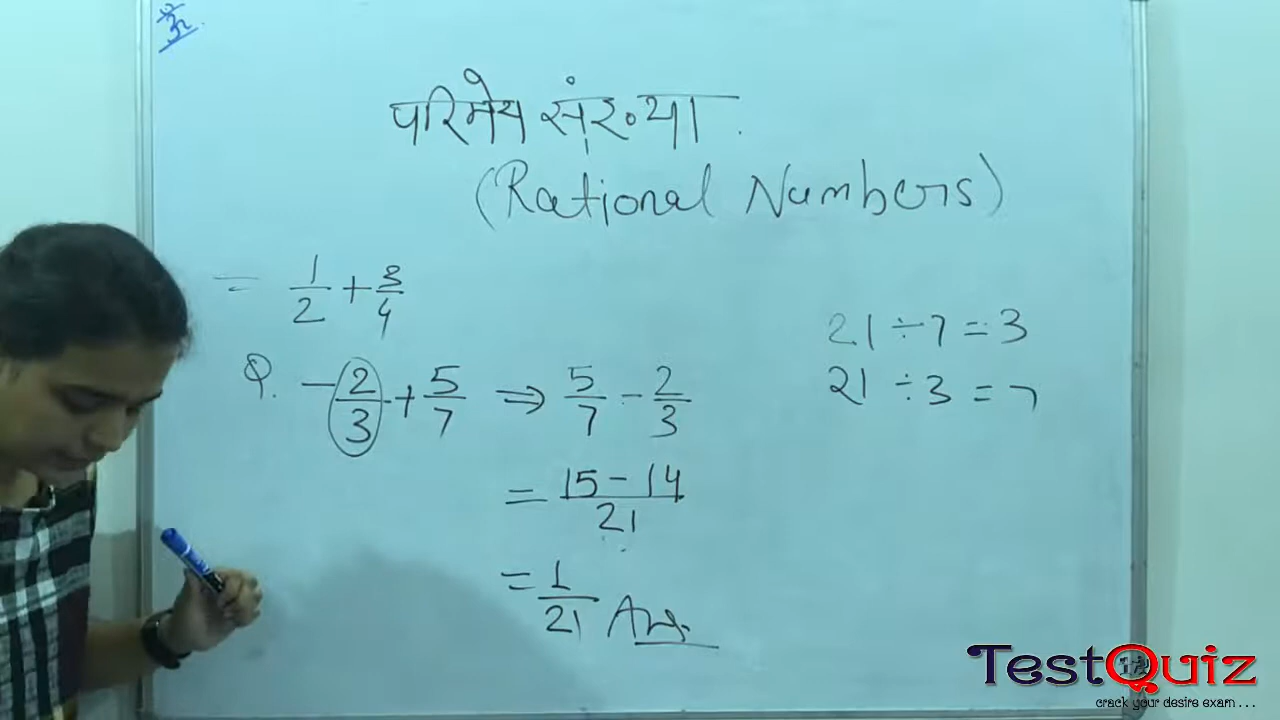 ॐ
परिमेय संख्या.
(Rational Numbers)
= 1/2 + 3/4
21 ÷ 7 = 3
Q. -2/3 + 5/7 ⇒ 5/7 - 2/3
21 ÷ 3 = 7
= 15 - 14/21
= 1/21 Ans.
TestQuiz
crack your desire exam . . .